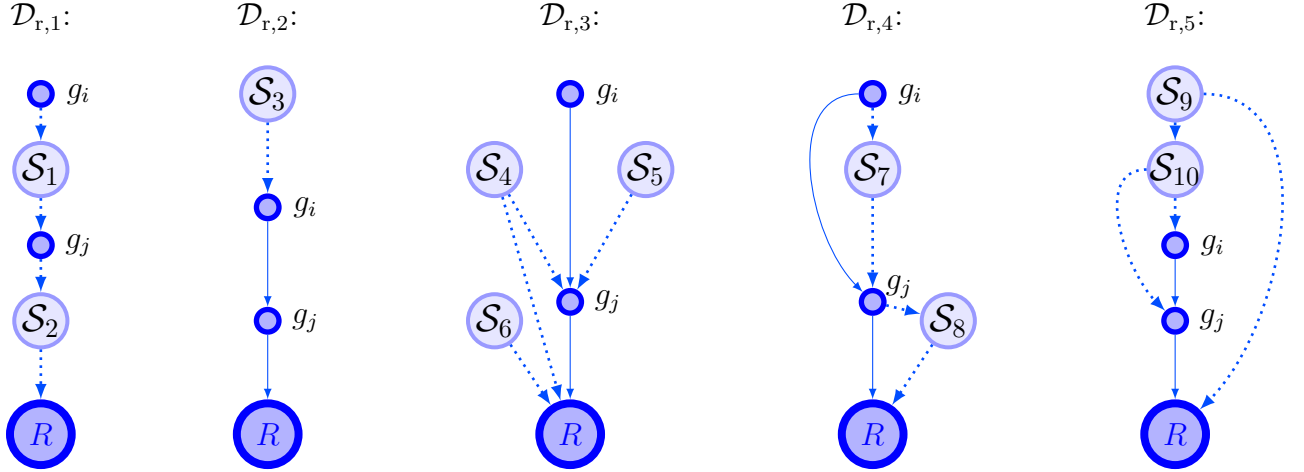 𝒟r,1: 𝒟r,2: 𝒟r,3: 𝒟r,4: 𝒟r,5:
gi 𝒮3 gi gi 𝒮9
𝒮1 𝒮4 𝒮5 𝒮7 𝒮10
gi
gj gi
gj
𝒮2 gj 𝒮6 gj 𝒮8 gj
R R R R R